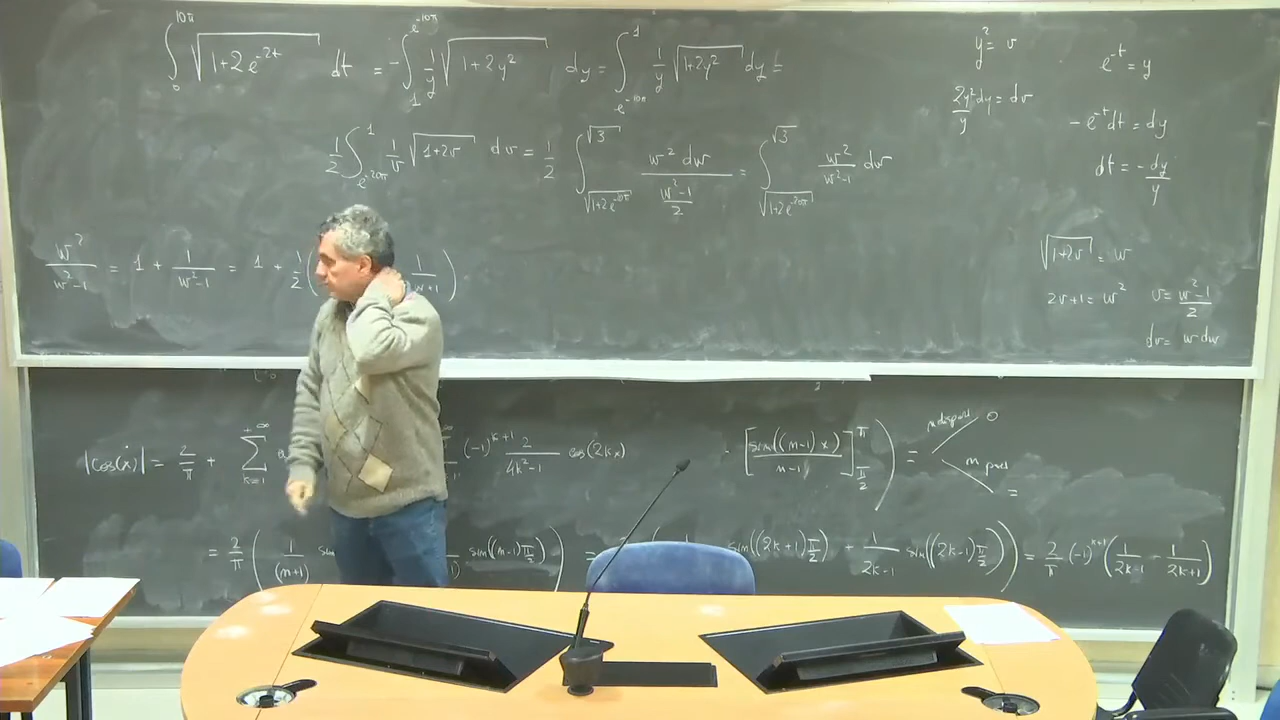 ∫_0^{10π} √(1+2e^{-2t}) dt = -∫_1^{e^{-10π}} 1/y √(1+2y²) dy = ∫_{e^{-10π}}^1 1/y √(1+2y²) dy =
1/2 ∫_{e^{-20π}}^1 1/v √(1+2v) dv = 1/2 ∫_{√(1+2e^{-20π})}^{√3} w² dw / ((w²-1)/2) = ∫_{√(1+2e^{-20π})}^{√3} w²/(w²-1) dw
w²/(w²-1) = 1 + 1/(w²-1) = 1 + 1/2 ( 1/(w+1) )
y² = v
2y² dy/y = dv
e^{-t} = y
-e^{-t} dt = dy
dt = -dy/y
√(1+2v) = w
2v+1 = w² v = (w²-1)/2
dv = w dw
|cos(x)| = 2/π + ∑_{k=1}^{+∞} (-1)^{k+1} 2/(4k²-1) cos(2kx)
[sin((n-1)x)/(n-1)]_{π/2}^{π} ) = n dispari 0
n pari =
= 2/π ( 1/(n+1) sin((n-1)π/2) ) = sin((2k+1)π/2) + 1/(2k-1) sin((2k-1)π/2) ) = 2/π (-1)^{k+1} (1/(2k-1) - 1/(2k+1))